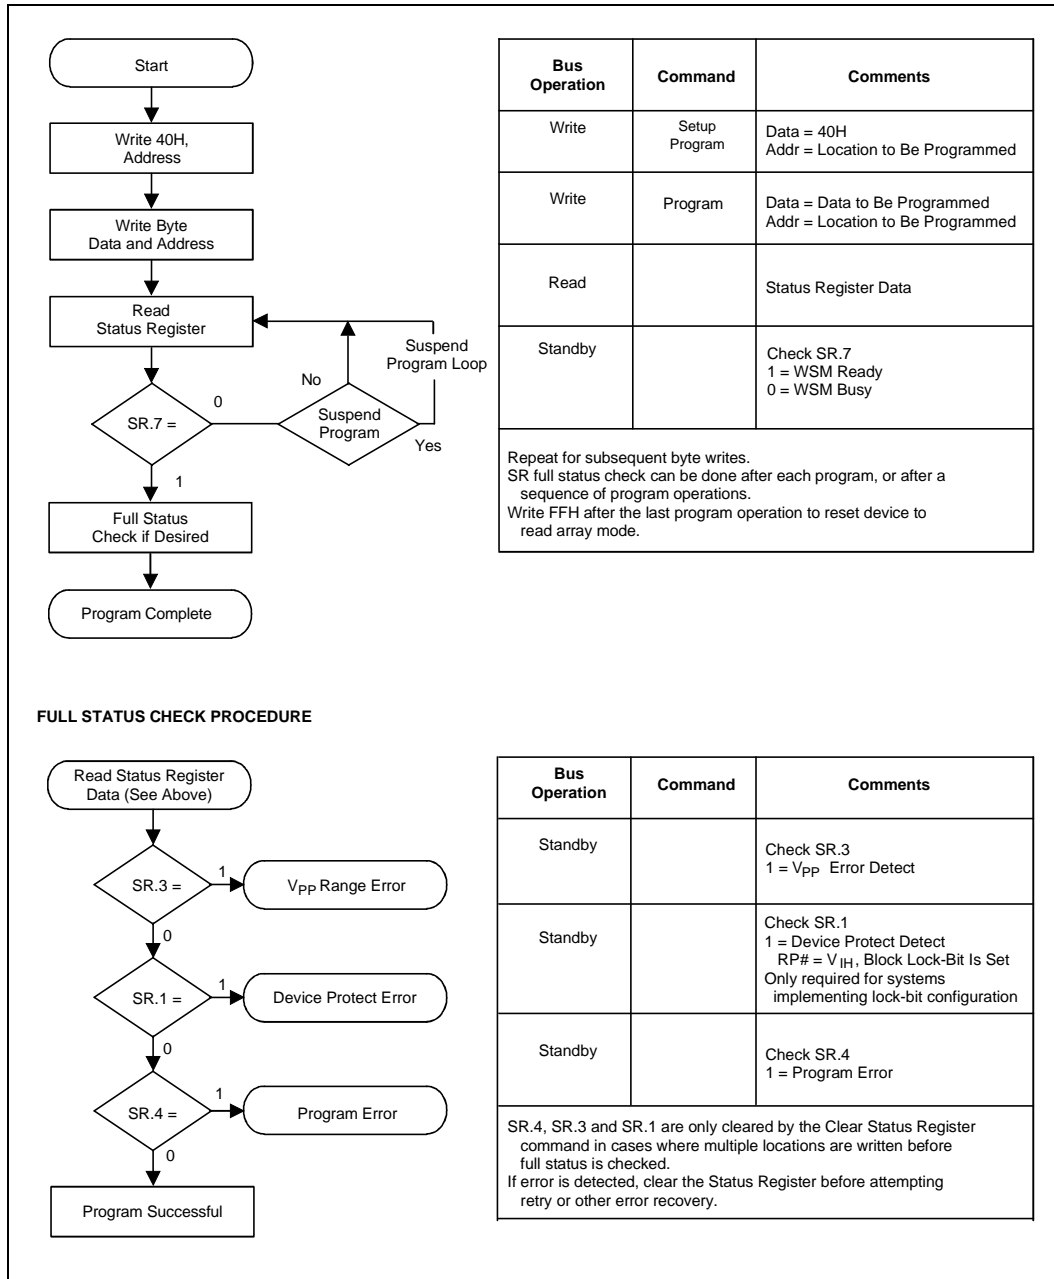 Start
Write 40H,
Address
Write Byte
Data and Address
Read
Status Register
SR.7 =
0
1
No
Suspend
Program
Yes
Suspend
Program Loop
Full Status
Check if Desired
Program Complete
Bus
Operation
Command
Comments
Write
Setup
Program
Data = 40H
Addr = Location to Be Programmed
Write
Program
Data = Data to Be Programmed
Addr = Location to Be Programmed
Read
Status Register Data
Standby
Check SR.7
1 = WSM Ready
0 = WSM Busy
Repeat for subsequent byte writes.
SR full status check can be done after each program, or after a
sequence of program operations.
Write FFH after the last program operation to reset device to
read array mode.
FULL STATUS CHECK PROCEDURE
Read Status Register
Data (See Above)
SR.3 =
1
VPP Range Error
0
SR.1 =
1
Device Protect Error
0
SR.4 =
1
Program Error
0
Program Successful
Bus
Operation
Command
Comments
Standby
Check SR.3
1 = VPP Error Detect
Standby
Check SR.1
1 = Device Protect Detect
RP# = VIH, Block Lock-Bit Is Set
Only required for systems
implementing lock-bit configuration
Standby
Check SR.4
1 = Program Error
SR.4, SR.3 and SR.1 are only cleared by the Clear Status Register
command in cases where multiple locations are written before
full status is checked.
If error is detected, clear the Status Register before attempting
retry or other error recovery.